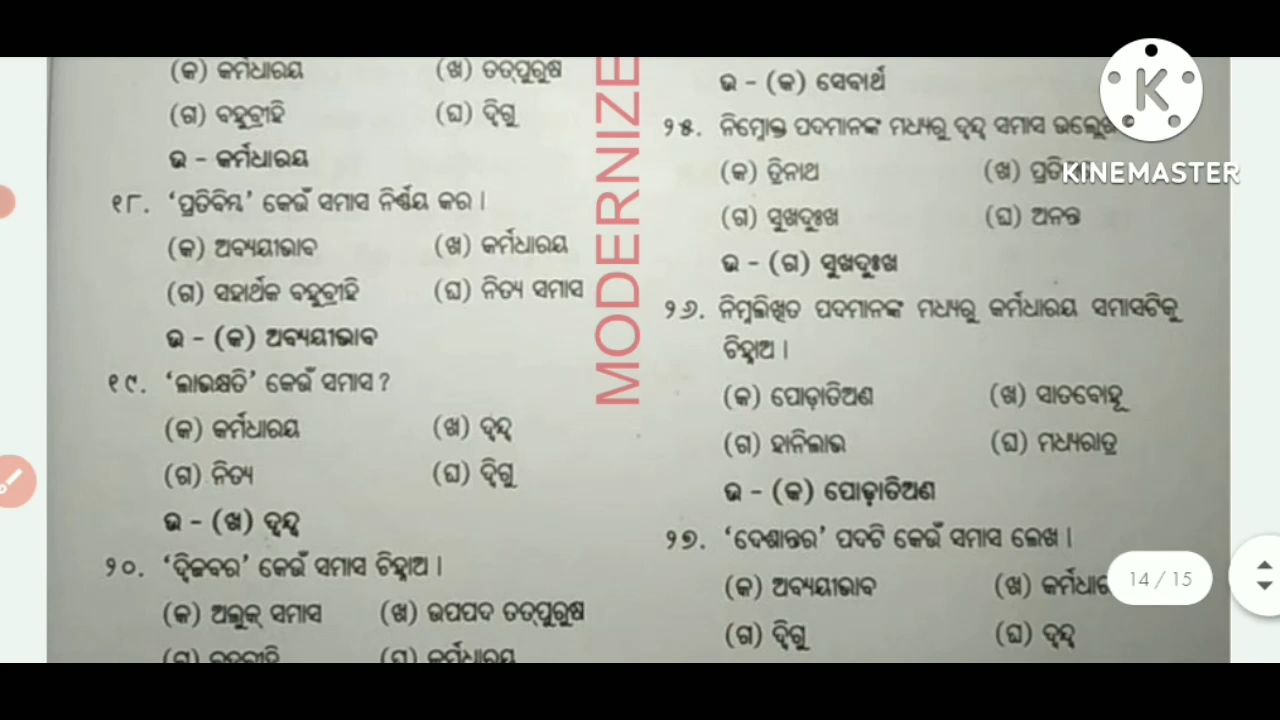 (କ) କର୍ମଧାରୟ (ଖ) ତତ୍‌ପୁରୁଷ
(ଗ) ବହୁବ୍ରୀହି (ଘ) ଦ୍ୱିଗୁ
ଉ - କର୍ମଧାରୟ
୧୮. ‘ପ୍ରତିବିମ୍ବ’ କେଉଁ ସମାସ ନିର୍ଣ୍ଣୟ କର ।
(କ) ଅବ୍ୟୟୀଭାବ (ଖ) କର୍ମଧାରୟ
(ଗ) ସହାର୍ଥକ ବହୁବ୍ରୀହି (ଘ) ନିତ୍ୟ ସମାସ
ଉ - (କ) ଅବ୍ୟୟୀଭାବ
୧୯. ‘ଲାଭକ୍ଷତି’ କେଉଁ ସମାସ ?
(କ) କର୍ମଧାରୟ (ଖ) ଦ୍ୱନ୍ଦ୍ୱ
(ଗ) ନିତ୍ୟ (ଘ) ଦ୍ୱିଗୁ
ଉ - (ଖ) ଦ୍ୱନ୍ଦ୍ୱ
୨୦. ‘ଦ୍ୱିଜବର’ କେଉଁ ସମାସ ଚିହ୍ନାଅ ।
(କ) ଅଲୁକ୍ ସମାସ (ଖ) ଉପପଦ ତତ୍‌ପୁରୁଷ
(ଗ) ବହୁବ୍ରୀହି (ଘ) କର୍ମଧାରୟ
MODERNIZE
ଉ - (କ) ସେବାର୍ଥ
୨୫. ନିମ୍ନୋକ୍ତ ପଦମାନଙ୍କ ମଧ୍ୟରୁ ଦ୍ୱନ୍ଦ୍ୱ ସମାସ
(କ) ତ୍ରିନାଥ (ଖ)
(ଗ) ସୁଖଦୁଃଖ (ଘ) ଅନନ୍ତ
ଉ - (ଗ) ସୁଖଦୁଃଖ
୨୬. ନିମ୍ନଲିଖିତ ପଦମାନଙ୍କ ମଧ୍ୟରୁ କର୍ମଧାରୟ ସମାସଟିକୁ
ଚିହ୍ନାଅ ।
(କ) ପୋଡ଼ାତିଅଣ (ଖ) ସାତବୋହୂ
(ଗ) ହାନିଲାଭ (ଘ) ମଧ୍ୟରାତ୍ର
ଉ - (କ) ପୋଡ଼ାତିଅଣ
୨୭. ‘ଦେଶାନ୍ତର’ ପଦଟି କେଉଁ ସମାସ ଲେଖ ।
(କ) ଅବ୍ୟୟୀଭାବ (ଖ)
(ଗ) ଦ୍ୱିଗୁ (ଘ) ଦ୍ୱନ୍ଦ୍ୱ
K
KINEMASTER
14 / 15